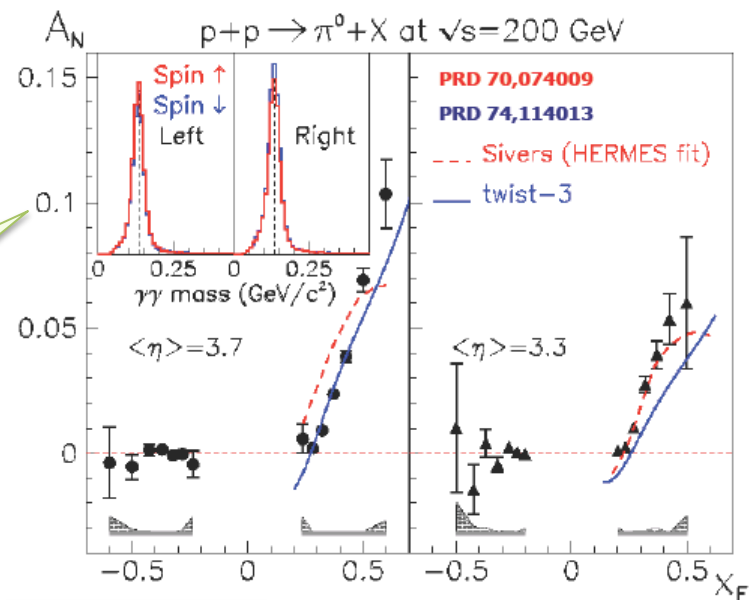 A_N p+p → π⁰+X at √s=200 GeV
0.15
0.1
0.05
0
Spin ↑
Spin ↓
Left
Right
0 0.25 0 0.25
γγ mass (GeV/c²)
PRD 70,074009
PRD 74,114013
Sivers (HERMES fit)
twist-3
<η>=3.7
<η>=3.3
-0.5 0 0.5 -0.5 0 0.5 X_F